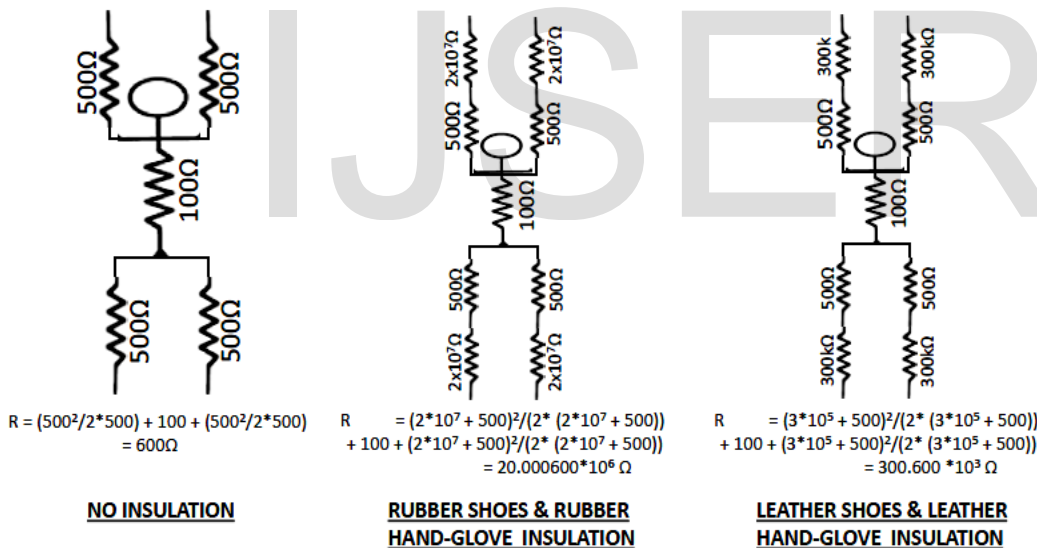 IJSER
500Ω
500Ω
100Ω
500Ω
500Ω
R = (500²/2*500) + 100 + (500²/2*500)
= 600Ω
NO INSULATION
2x10⁷Ω
2x10⁷Ω
500Ω
500Ω
100Ω
500Ω
500Ω
2x10⁷Ω
2x10⁷Ω
R = (2*10⁷ + 500)²/(2* (2*10⁷ + 500))
+ 100 + (2*10⁷ + 500)²/(2* (2*10⁷ + 500))
= 20.000600*10⁶ Ω
RUBBER SHOES & RUBBER
HAND-GLOVE INSULATION
300k
300kΩ
500Ω
500Ω
100Ω
500Ω
500Ω
300kΩ
300kΩ
R = (3*10⁵ + 500)²/(2* (3*10⁵ + 500))
+ 100 + (3*10⁵ + 500)²/(2* (3*10⁵ + 500))
= 300.600 *10³ Ω
LEATHER SHOES & LEATHER
HAND-GLOVE INSULATION